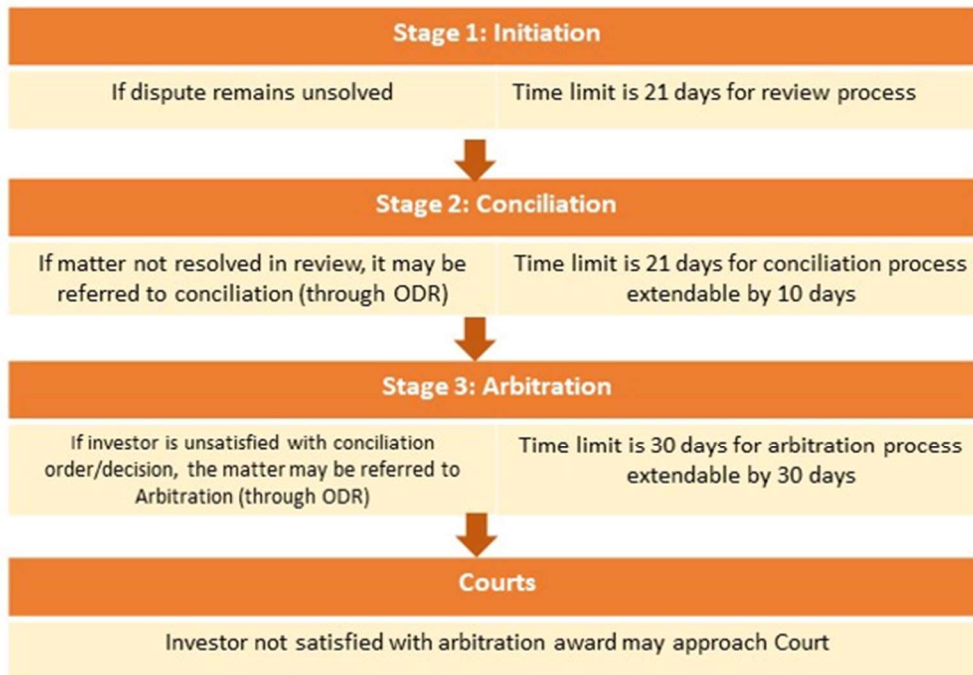 Stage 1: Initiation
If dispute remains unsolved
Time limit is 21 days for review process
Stage 2: Conciliation
If matter not resolved in review, it may be
referred to conciliation (through ODR)
Time limit is 21 days for conciliation process
extendable by 10 days
Stage 3: Arbitration
If investor is unsatisfied with conciliation
order/decision, the matter may be referred to
Arbitration (through ODR)
Time limit is 30 days for arbitration process
extendable by 30 days
Courts
Investor not satisfied with arbitration award may approach Court